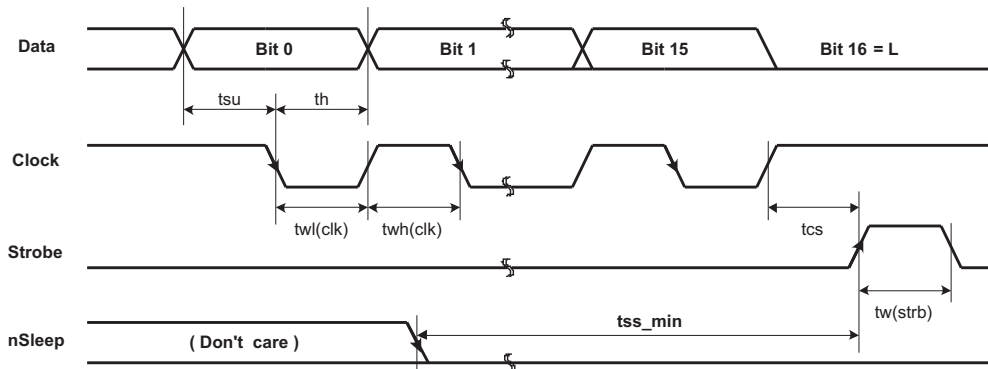 Data
Bit 0
Bit 1
Bit 15
Bit 16 = L
tsu
th
Clock
twl(clk)
twh(clk)
tcs
Strobe
tw(strb)
tss_min
nSleep
( Don't care )